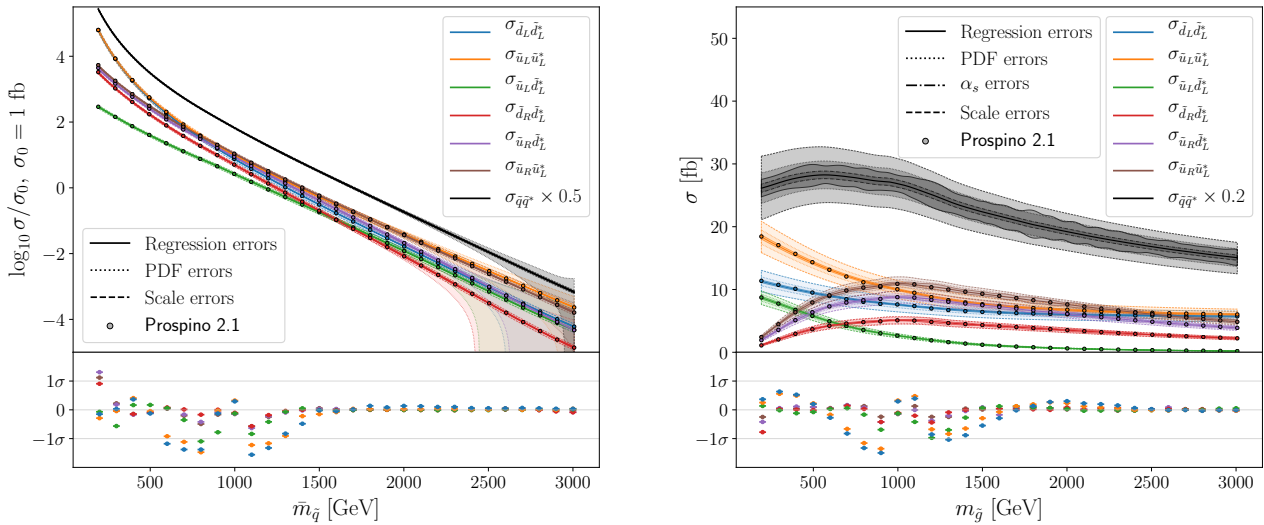 4
2
0
−2
−4
log₁₀ σ/σ₀, σ₀ = 1 fb
σ_{d̃_L d̃_L^*}
σ_{ũ_L ũ_L^*}
σ_{ũ_L d̃_L^*}
σ_{d̃_R d̃_L^*}
σ_{ũ_R d̃_L^*}
σ_{ũ_R ũ_L^*}
σ_{q̃q̃^*} × 0.5
Regression errors
PDF errors
Scale errors
Prospino 2.1
1σ
0
−1σ
500 1000 1500 2000 2500 3000
m̄_{q̃} [GeV]
50
40
30
20
10
0
σ [fb]
Regression errors
PDF errors
α_s errors
Scale errors
Prospino 2.1
σ_{d̃_L d̃_L^*}
σ_{ũ_L ũ_L^*}
σ_{ũ_L d̃_L^*}
σ_{d̃_R d̃_L^*}
σ_{ũ_R d̃_L^*}
σ_{ũ_R ũ_L^*}
σ_{q̃q̃^*} × 0.2
1σ
0
−1σ
500 1000 1500 2000 2500 3000
m_{g̃} [GeV]